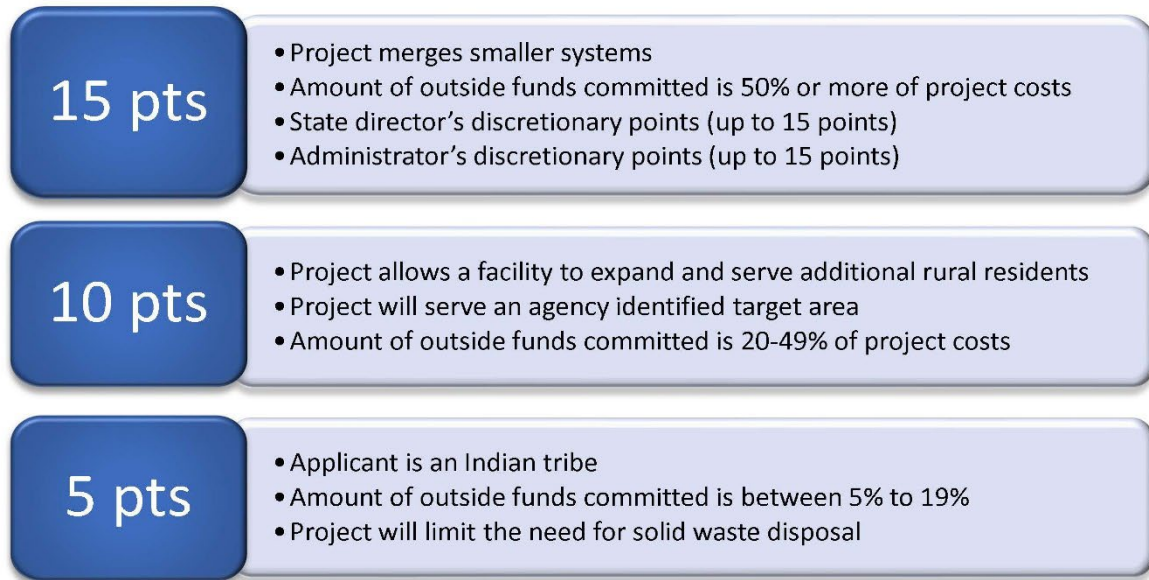 15 pts
• Project merges smaller systems
• Amount of outside funds committed is 50% or more of project costs
• State director’s discretionary points (up to 15 points)
• Administrator’s discretionary points (up to 15 points)
10 pts
• Project allows a facility to expand and serve additional rural residents
• Project will serve an agency identified target area
• Amount of outside funds committed is 20-49% of project costs
5 pts
• Applicant is an Indian tribe
• Amount of outside funds committed is between 5% to 19%
• Project will limit the need for solid waste disposal